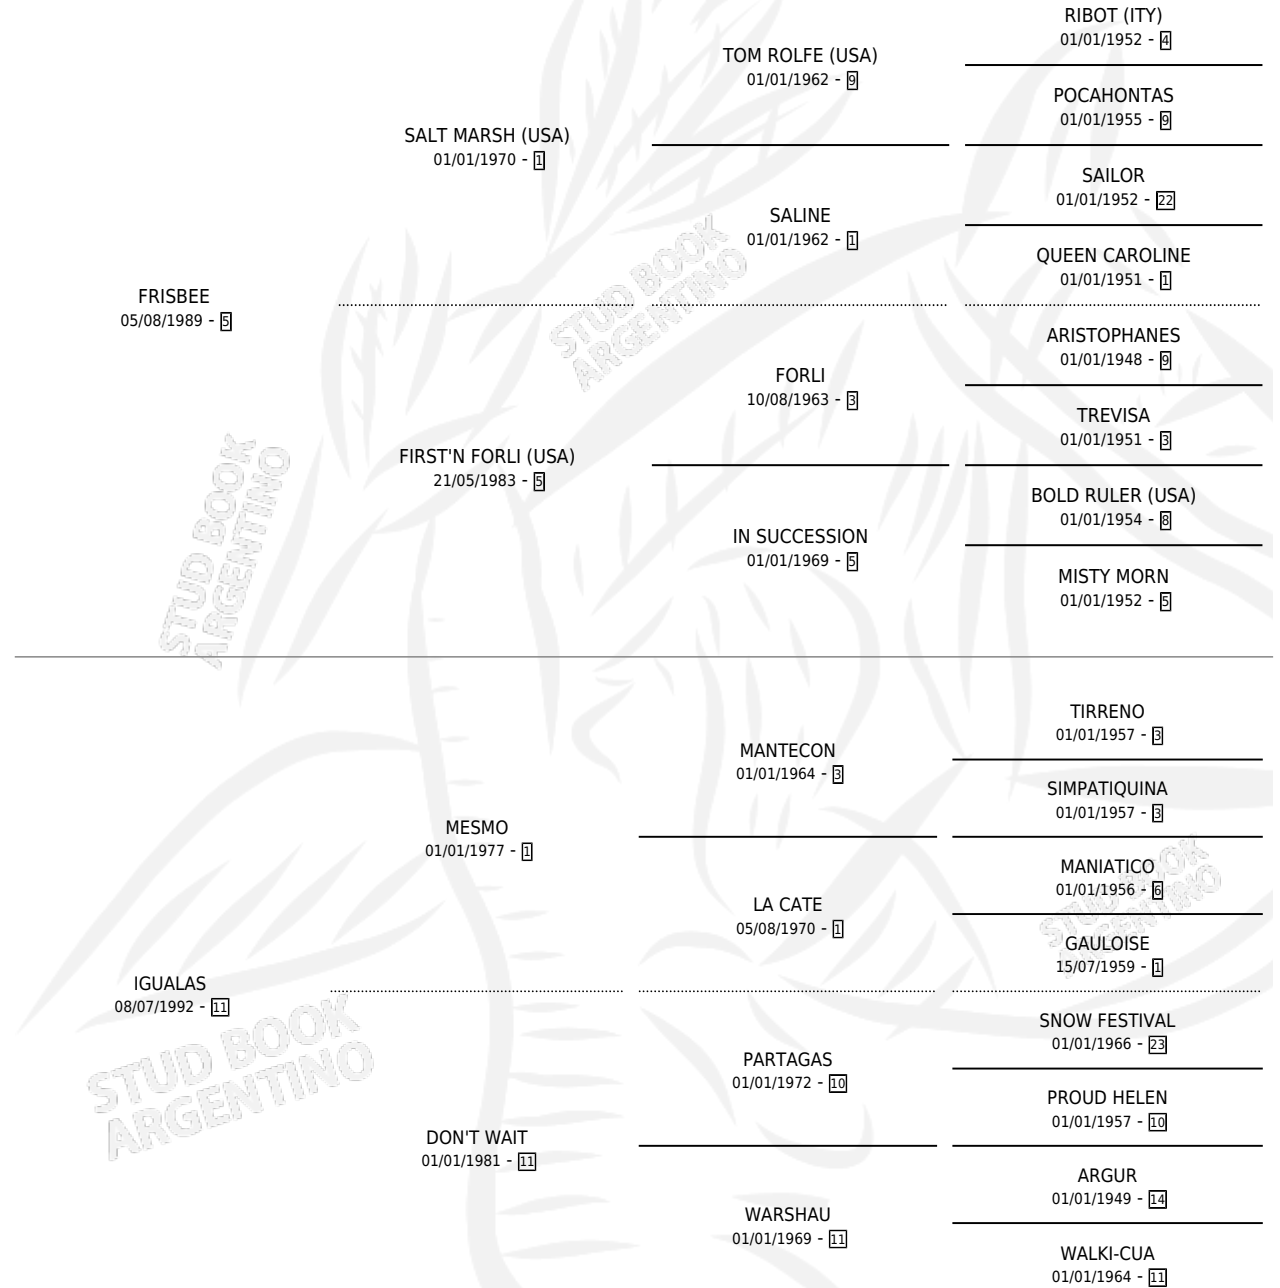 RIBOT (ITY)
01/01/1952 - 4
TOM ROLFE (USA)
01/01/1962 - 9
POCAHONTAS
01/01/1955 - 9
SALT MARSH (USA)
01/01/1970 - 1
SAILOR
01/01/1952 - 22
SALINE
01/01/1962 - 1
QUEEN CAROLINE
01/01/1951 - 1
FRISBEE
05/08/1989 - 5
ARISTOPHANES
01/01/1948 - 9
FORLI
10/08/1963 - 3
TREVISA
01/01/1951 - 3
FIRST'N FORLI (USA)
21/05/1983 - 5
BOLD RULER (USA)
01/01/1954 - 8
IN SUCCESSION
01/01/1969 - 5
MISTY MORN
01/01/1952 - 5
TIRRENO
01/01/1957 - 3
MANTECON
01/01/1964 - 3
SIMPATIQUINA
01/01/1957 - 3
MESMO
01/01/1977 - 1
MANIATICO
01/01/1956 - 6
LA CATE
05/08/1970 - 1
GAULOISE
15/07/1959 - 1
IGUALAS
08/07/1992 - 11
SNOW FESTIVAL
01/01/1966 - 23
PARTAGAS
01/01/1972 - 10
PROUD HELEN
01/01/1957 - 10
DON'T WAIT
01/01/1981 - 11
ARGUR
01/01/1949 - 14
WARSHAU
01/01/1969 - 11
WALKI-CUA
01/01/1964 - 11
STUD BOOK
ARGENTINO
STUD BOOK
ARGENTINO
STUD BOOK
ARGENTINO
STUD BOOK
ARGENTINO